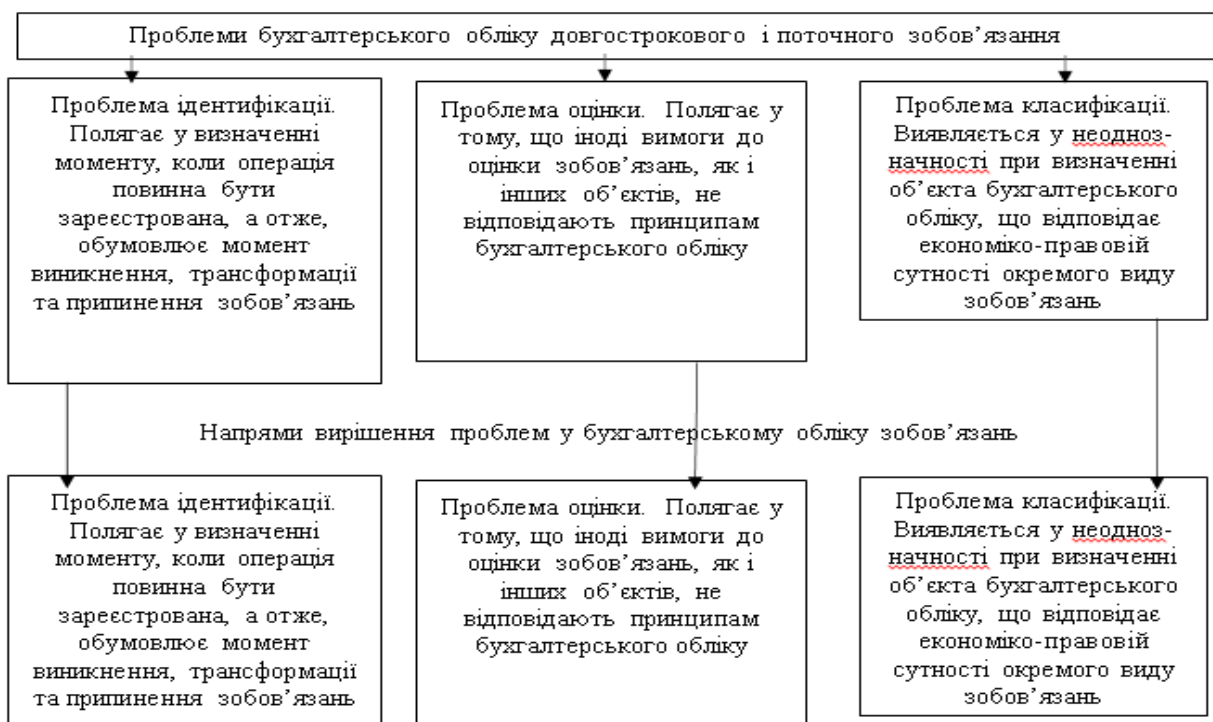 Проблеми бухгалтерського обліку довгострокового і поточного зобов’язання
Проблема ідентифікації.
Полягає у визначенні
моменту, коли операція
повинна бути
зареєстрована, а отже,
обумовлює момент
виникнення, трансформації
та припинення зобов’язань
Проблема оцінки. Полягає у
тому, що іноді вимоги до
оцінки зобов’язань, як і
інших об’єктів, не
відповідають принципам
бухгалтерського обліку
Проблема класифікації.
Виявляється у неодноз-
начності при визначенні
об’єкта бухгалтерського
обліку, що відповідає
економіко-правовій
сутності окремого виду
зобов’язань
Напрями вирішення проблем у бухгалтерському обліку зобов’язань
Проблема ідентифікації.
Полягає у визначенні
моменту, коли операція
повинна бути
зареєстрована, а отже,
обумовлює момент
виникнення, трансформації
та припинення зобов’язань
Проблема оцінки. Полягає у
тому, що іноді вимоги до
оцінки зобов’язань, як і
інших об’єктів, не
відповідають принципам
бухгалтерського обліку
Проблема класифікації.
Виявляється у неодноз-
начності при визначенні
об’єкта бухгалтерського
обліку, що відповідає
економіко-правовій
сутності окремого виду
зобов’язань